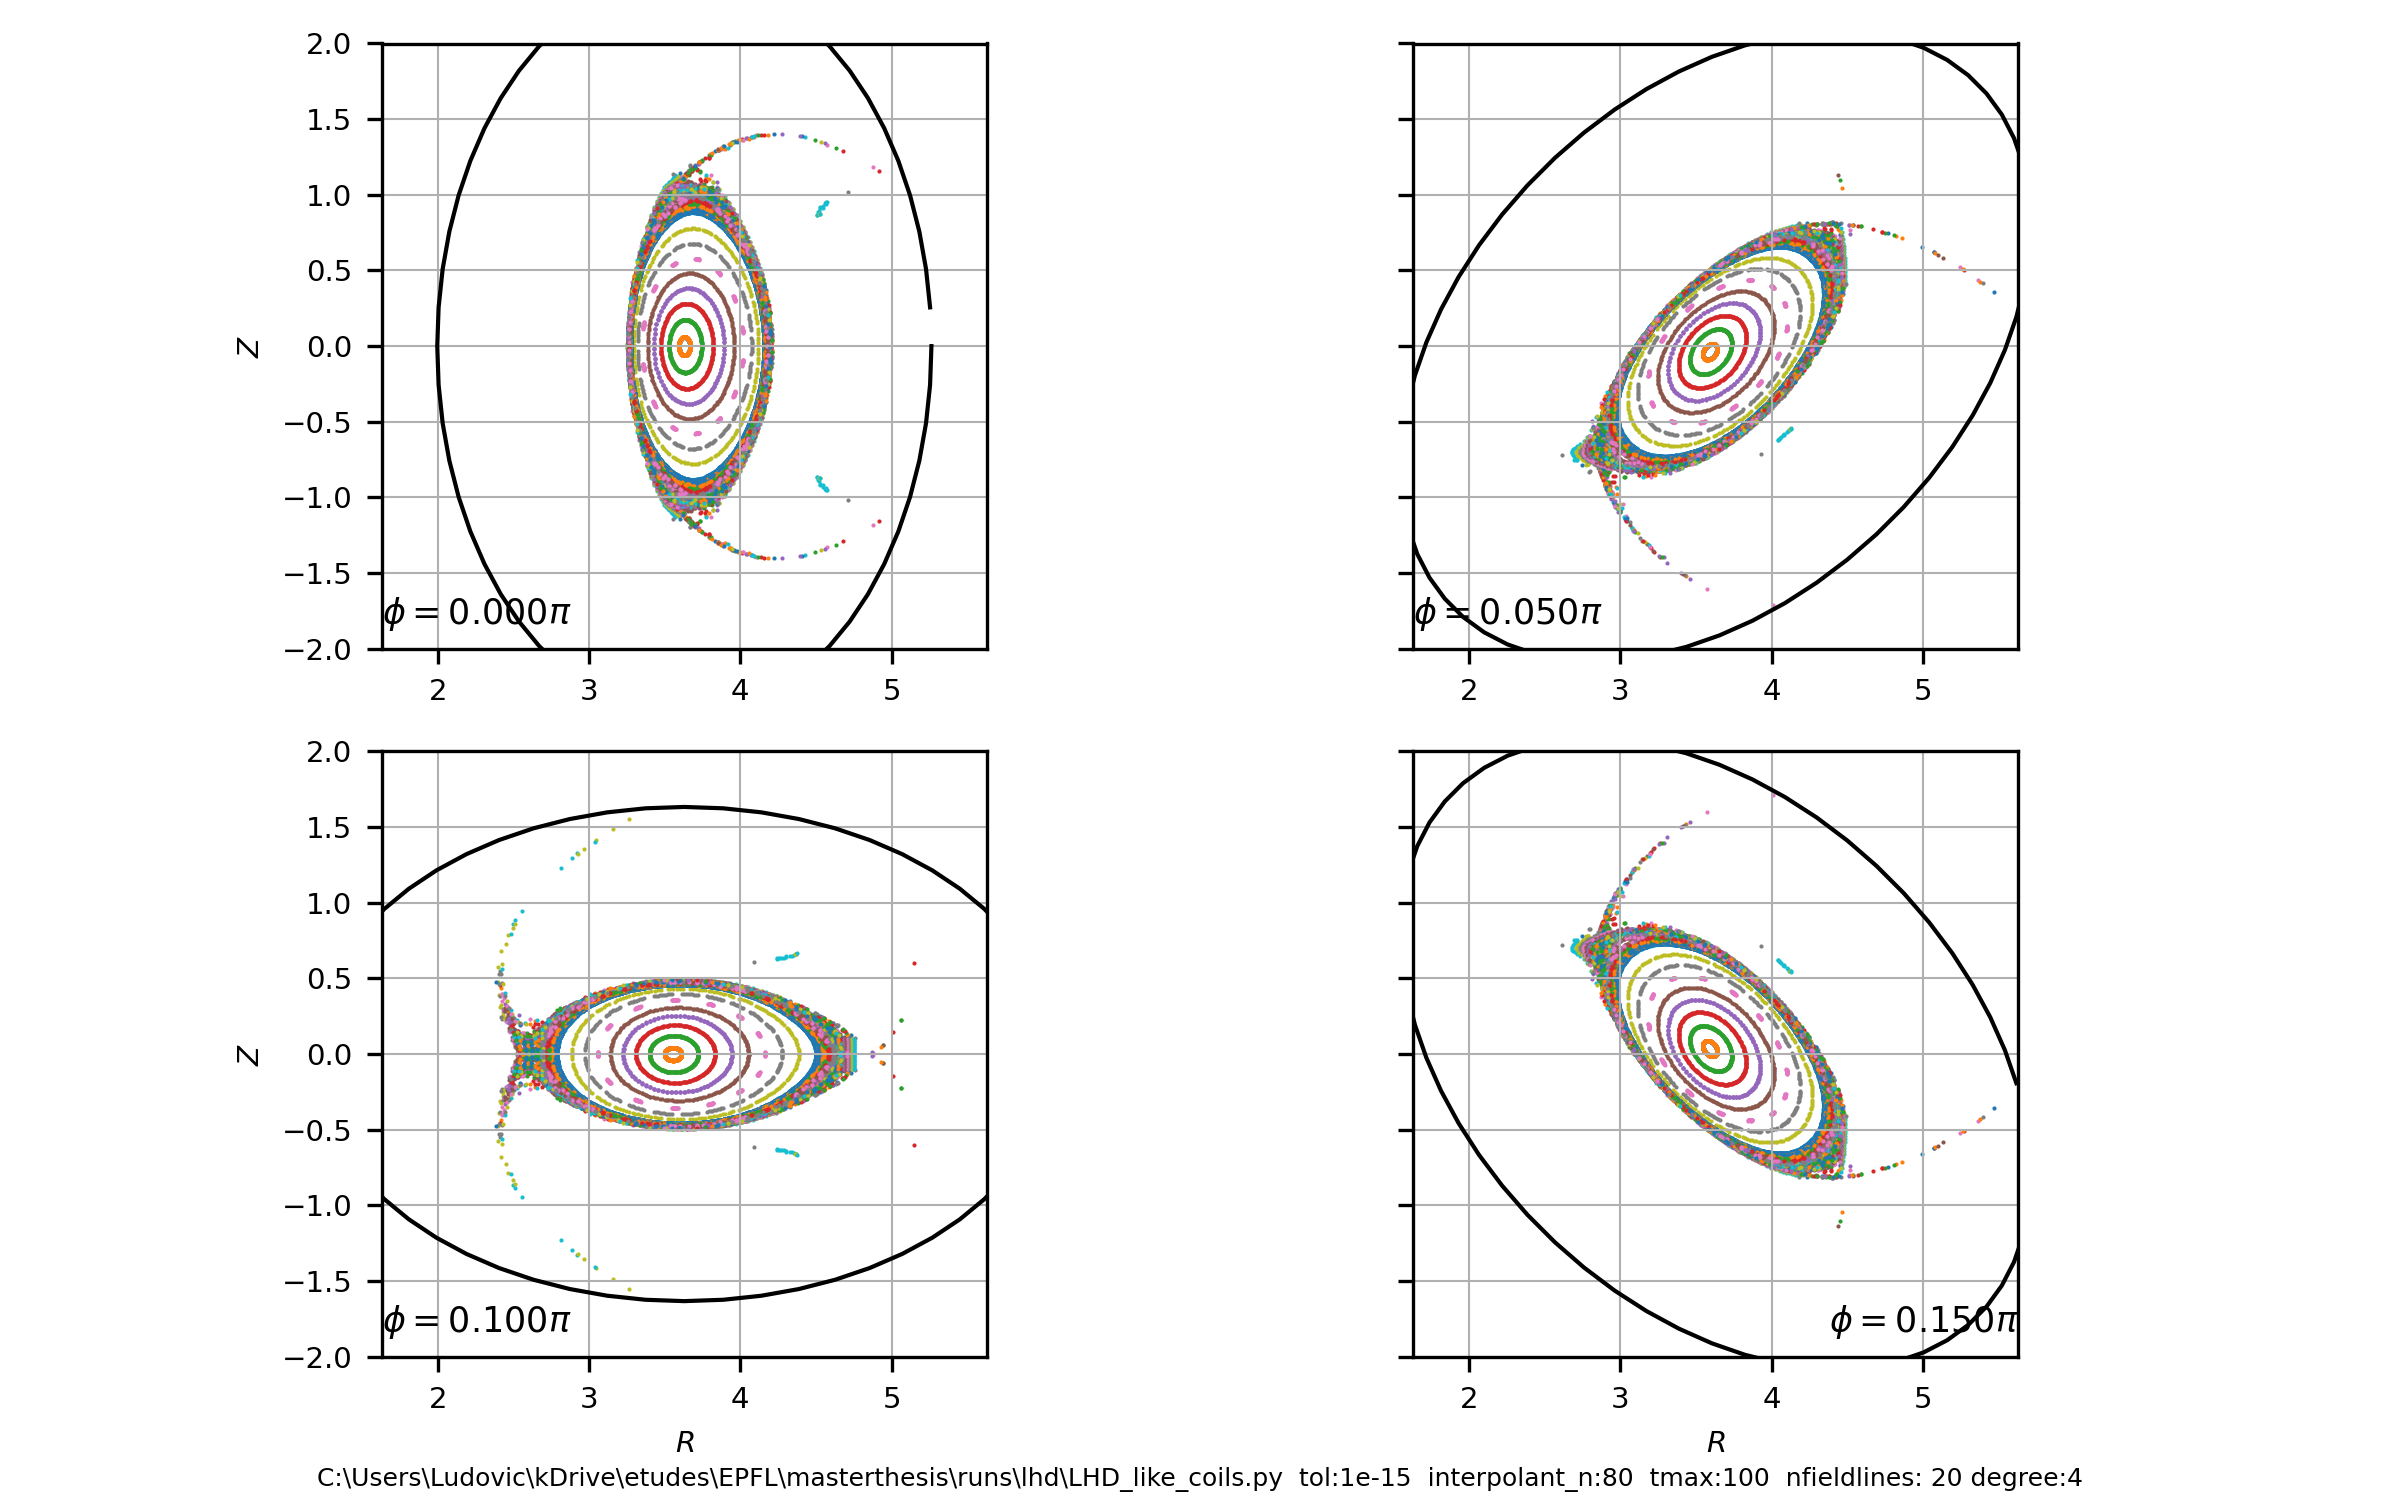 2.0
1.5
1.0
0.5
0.0
−0.5
−1.0
−1.5
−2.0
Z
ϕ = 0.000π
2 3 4 5
ϕ = 0.050π
2 3 4 5
2.0
1.5
1.0
0.5
0.0
−0.5
−1.0
−1.5
−2.0
Z
ϕ = 0.100π
2 3 4 5
R
ϕ = 0.150π
2 3 4 5
R
C:\Users\Ludovic\kDrive\etudes\EPFL\masterthesis\runs\lhd\LHD_like_coils.py  tol:1e-15  interpolant_n:80  tmax:100  nfieldlines: 20 degree:4